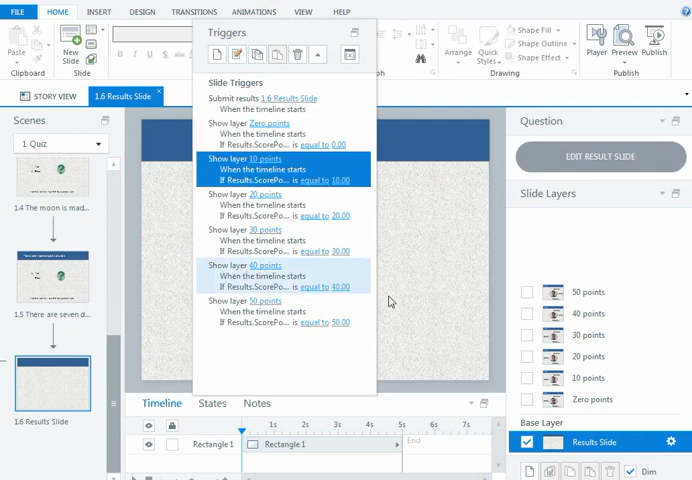 FILE HOME INSERT DESIGN TRANSITIONS ANIMATIONS VIEW HELP
Paste
New
Slide
Clipboard
Slide
B I U
Arrange
Quick
Styles
Shape Fill
Shape Outline
Shape Effect
Drawing
Player Preview Publish
Publish
Triggers
Slide Triggers
Submit results 1.6 Results Slide
When the timeline starts
Show layer Zero points
When the timeline starts
If Results.ScorePo... is equal to 0.00
Show layer 10 points
When the timeline starts
If Results.ScorePo... is equal to 10.00
Show layer 20 points
When the timeline starts
If Results.ScorePo... is equal to 20.00
Show layer 30 points
When the timeline starts
If Results.ScorePo... is equal to 30.00
Show layer 40 points
When the timeline starts
If Results.ScorePo... is equal to 40.00
Show layer 50 points
When the timeline starts
If Results.ScorePo... is equal to 50.00
STORY VIEW
1.6 Results Slide
Scenes
1 Quiz
1.4 The moon is mad...
1.5 There are seven d...
1.6 Results Slide
Timeline States Notes
1s 2s 3s 4s 5s 6s 7s
Rectangle 1
Rectangle 1
End
Question
EDIT RESULT SLIDE
Slide Layers
50 points
40 points
30 points
20 points
10 points
Zero points
Base Layer
Results Slide
Dim